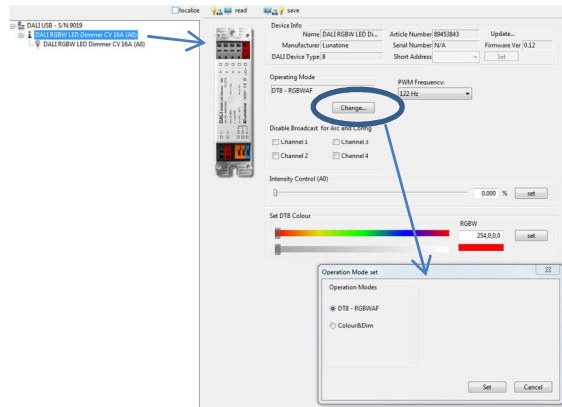 localize read save
DALI USB - S/N 9019
DALI RGBW LED Dimmer CV 16A (A0)
DALI RGBW LED Dimmer CV 16A (A0)
Device Info
Name DALI RGBW LED Di... Article Number 89453843 Update...
Manufacturer Lunatone Serial Number N/A Firmware Ver 0.12
DALI Device Type 8 Short Address Set
Operating Mode
PWM Frequency:
DT8 - RGBWAF 122 Hz
Change...
Disable Broadcast for Arc and Config
Channel 1 Channel 3
Channel 2 Channel 4
Intensity Control (A0)
0.000 % set
Set DT8 Colour
RGBW
254,0,0,0 set
Operation Mode set
Operation Modes
DT8 - RGBWAF
Colour&Dim
Set Cancel